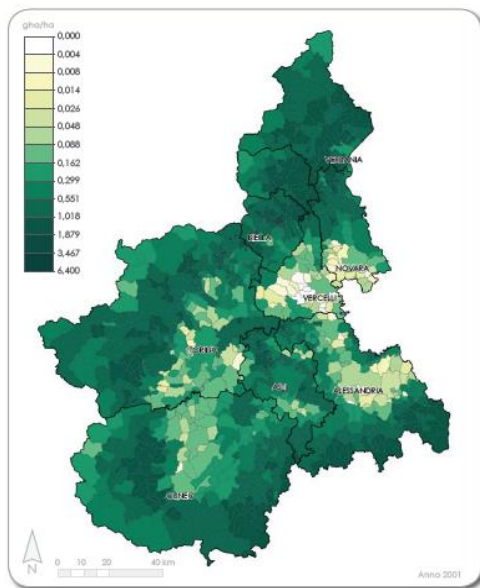 gha/ha
0,000
0,004
0,008
0,014
0,026
0,048
0,088
0,162
0,299
0,551
1,018
1,879
3,467
6,400
VERBANIA
BIELLA
NOVARA
VERCELLI
TORINO
ASTI
ALESSANDRIA
CUNEO
N
0 10 20 40 km
Anno 2001